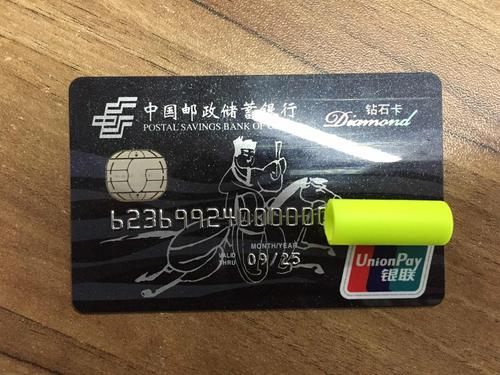 中国邮政储蓄银行
POSTAL SAVINGS BANK OF
钻石卡
Diamond
62369924000000
MONTH/YEAR
VALID THRU 09/25
UnionPay
银联